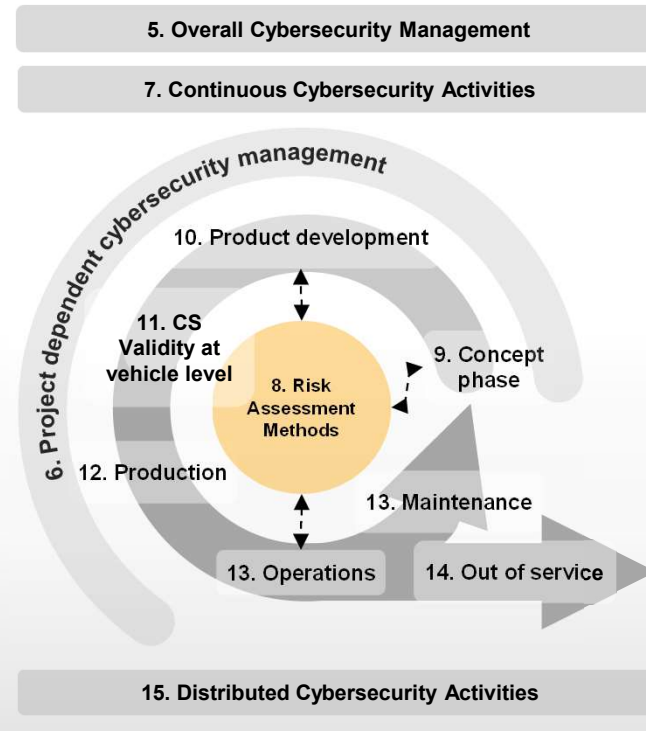 5. Overall Cybersecurity Management
7. Continuous Cybersecurity Activities
6. Project dependent cybersecurity management
10. Product development
11. CS
Validity at
vehicle level
9. Concept
phase
8. Risk
Assessment
Methods
12. Production
13. Maintenance
13. Operations
14. Out of service
15. Distributed Cybersecurity Activities